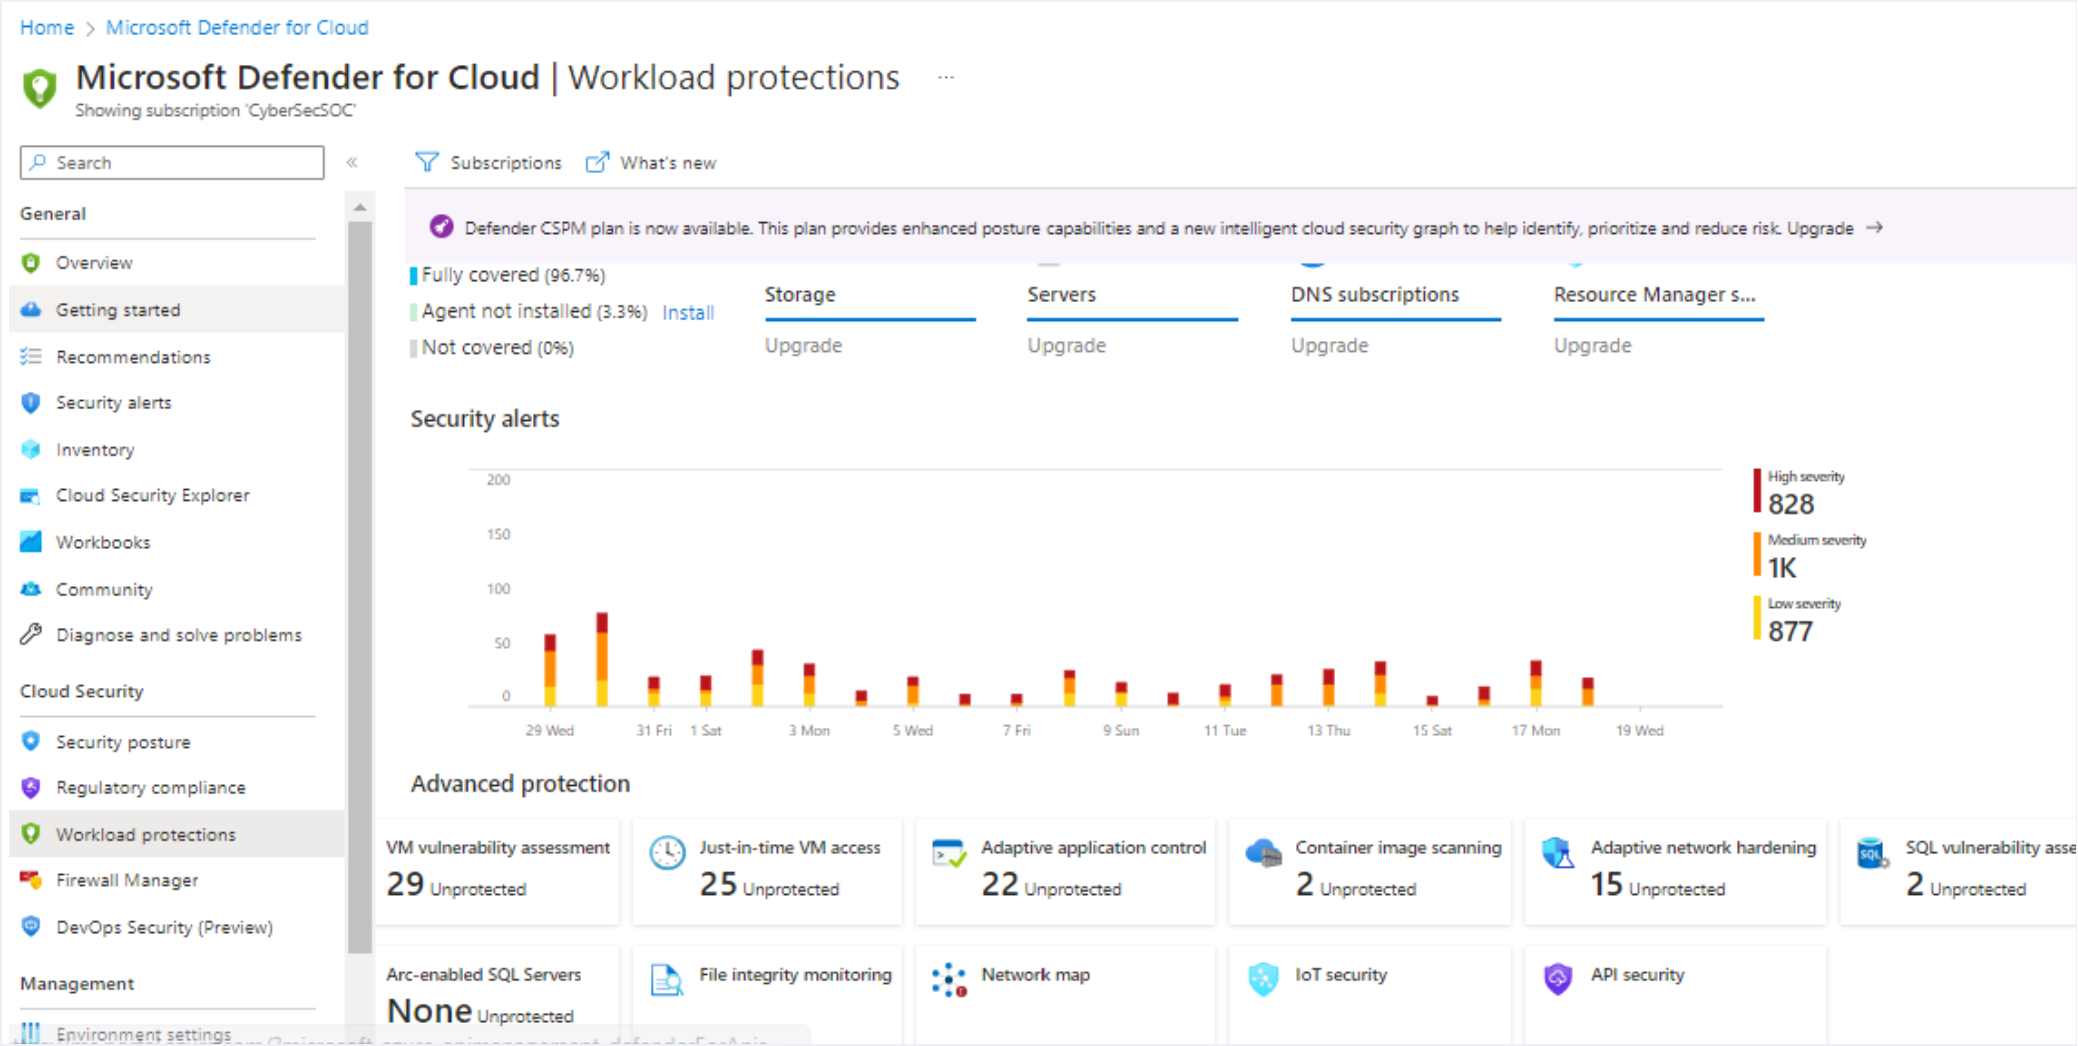 Home > Microsoft Defender for Cloud
Microsoft Defender for Cloud | Workload protections ...
Showing subscription 'CyberSecSOC'
Search
«
Subscriptions
What's new
Defender CSPM plan is now available. This plan provides enhanced posture capabilities and a new intelligent cloud security graph to help identify, prioritize and reduce risk. Upgrade →
General
Overview
Getting started
Recommendations
Security alerts
Inventory
Cloud Security Explorer
Workbooks
Community
Diagnose and solve problems
Cloud Security
Security posture
Regulatory compliance
Workload protections
Firewall Manager
DevOps Security (Preview)
Management
Environment settings
Fully covered (96.7%)
Agent not installed (3.3%) Install
Not covered (0%)
Storage
Upgrade
Servers
Upgrade
DNS subscriptions
Upgrade
Resource Manager s...
Upgrade
Security alerts
200
150
100
50
0
29 Wed
31 Fri
1 Sat
3 Mon
5 Wed
7 Fri
9 Sun
11 Tue
13 Thu
15 Sat
17 Mon
19 Wed
High severity
828
Medium severity
1K
Low severity
877
Advanced protection
VM vulnerability assessment
29 Unprotected
Just-in-time VM access
25 Unprotected
Adaptive application control
22 Unprotected
Container image scanning
2 Unprotected
Adaptive network hardening
15 Unprotected
SQL
SQL vulnerability asse
2 Unprotected
Arc-enabled SQL Servers
None Unprotected
File integrity monitoring
Network map
IoT security
API security